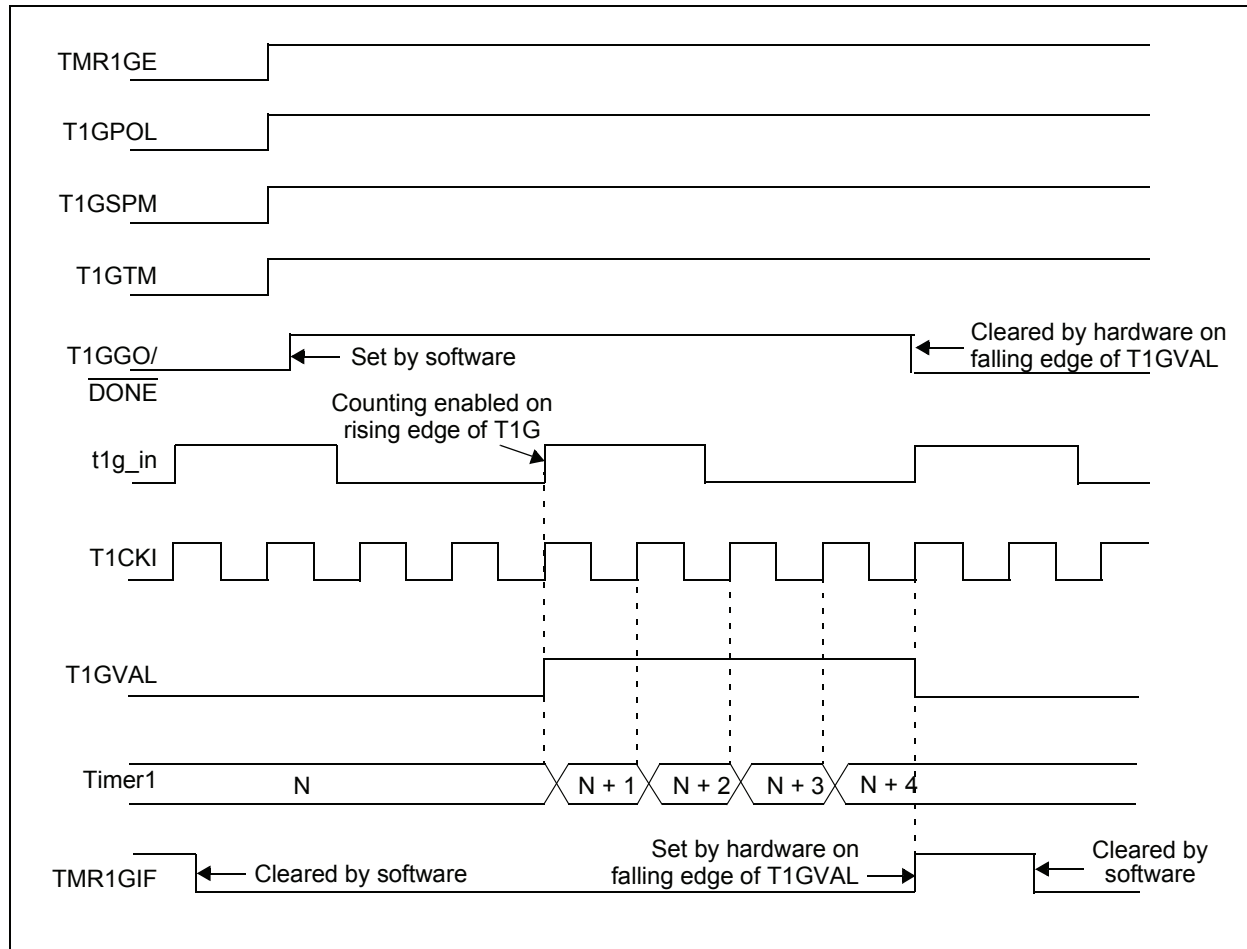 TMR1GE
T1GPOL
T1GSPM
T1GTM
T1GGO/
DONE
Set by software
Cleared by hardware on
falling edge of T1GVAL
Counting enabled on
rising edge of T1G
t1g_in
T1CKI
T1GVAL
Timer1
N
N + 1
N + 2
N + 3
N + 4
TMR1GIF
Cleared by software
Set by hardware on
falling edge of T1GVAL
Cleared by
software